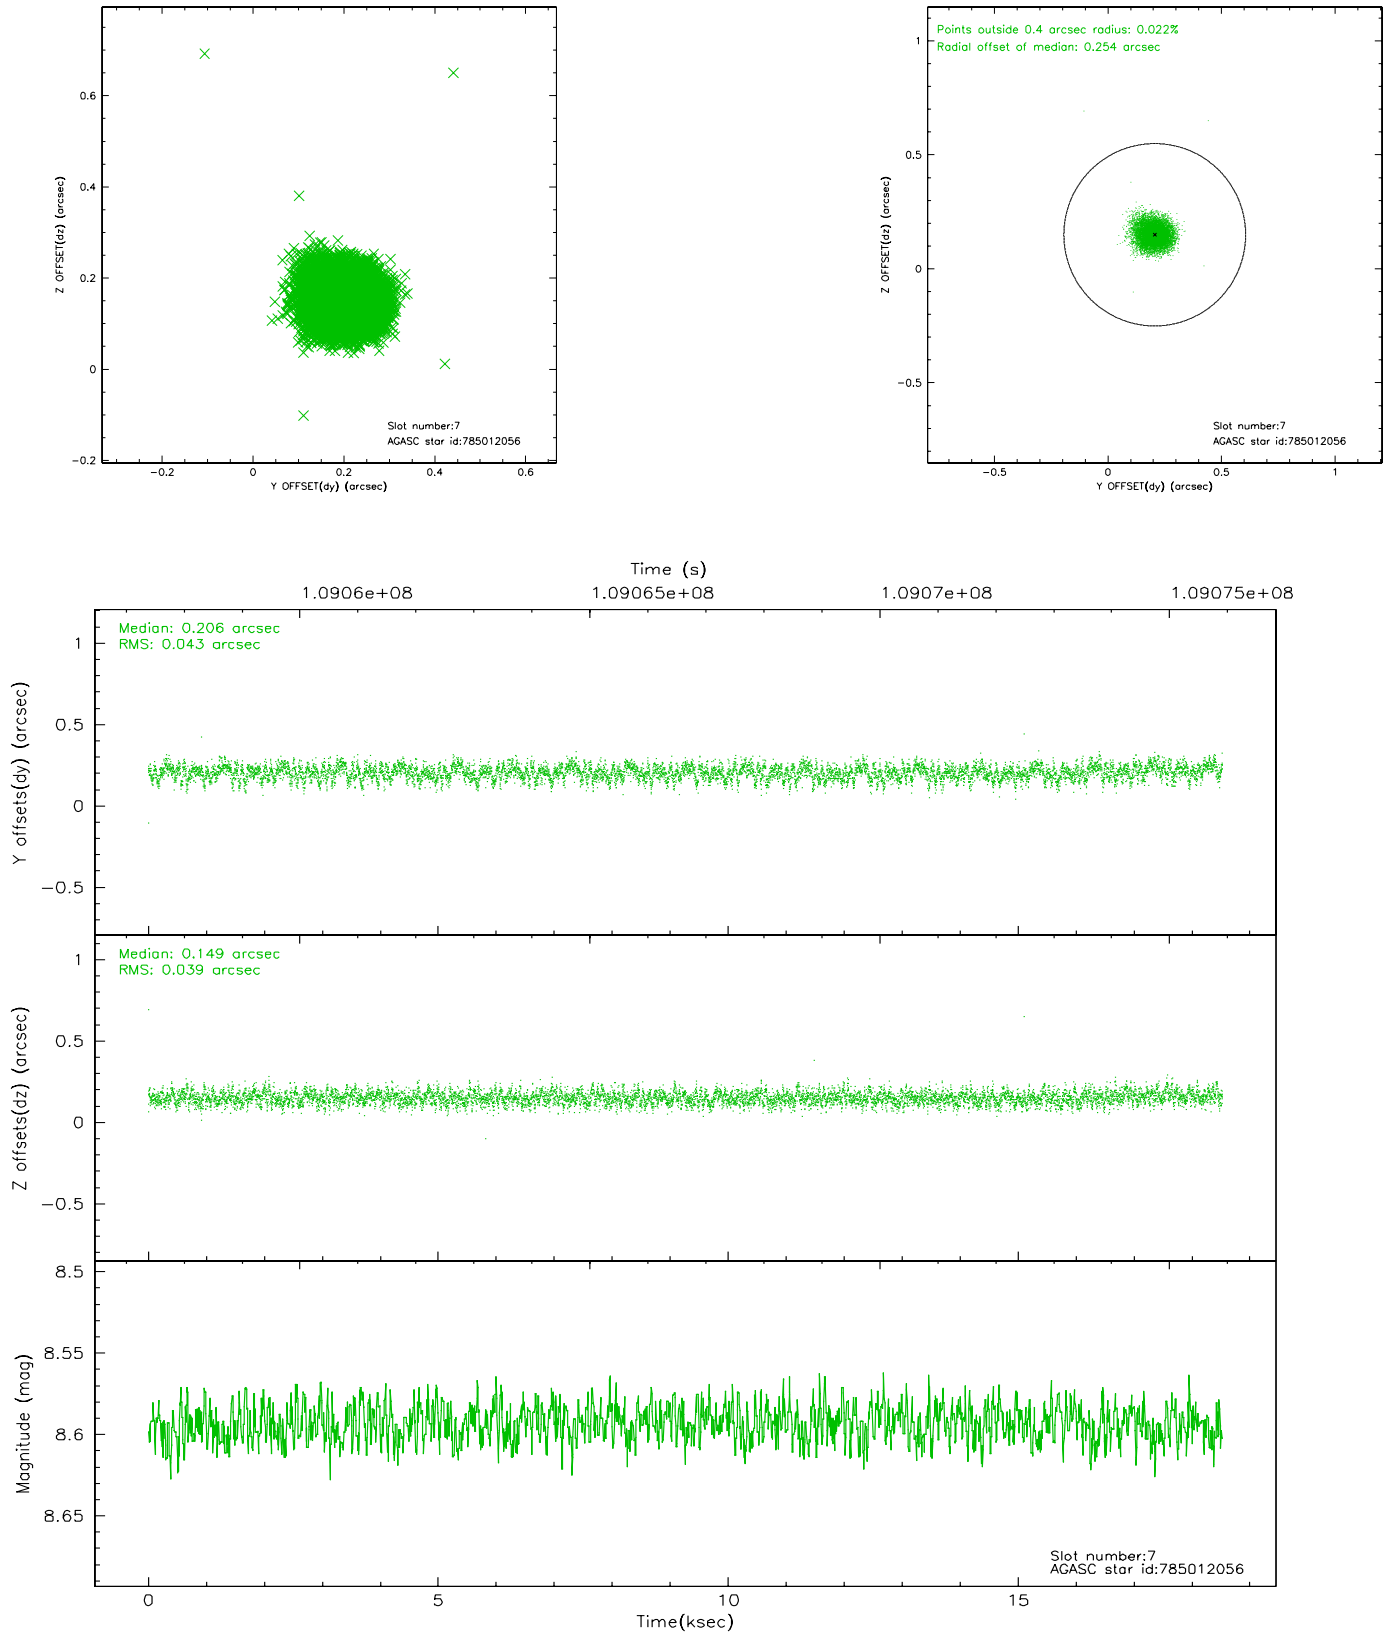 0.6
0.4
0.2
0
−0.2
Z OFFSET(dz) (arcsec)
Slot number:7
AGASC star id:785012056
−0.2 0 0.2 0.4 0.6
Y OFFSET(dy) (arcsec)
Points outside 0.4 arcsec radius: 0.022%
Radial offset of median: 0.254 arcsec
1
0.5
0
−0.5
Z OFFSET(dz) (arcsec)
Slot number:7
AGASC star id:785012056
−0.5 0 0.5 1
Y OFFSET(dy) (arcsec)
Time (s)
1.0906e+08 1.09065e+08 1.0907e+08 1.09075e+08
Median: 0.206 arcsec
RMS: 0.043 arcsec
1
0.5
0
−0.5
Y offsets(dy) (arcsec)
Median: 0.149 arcsec
RMS: 0.039 arcsec
1
0.5
0
−0.5
Z offsets(dz) (arcsec)
8.5
8.55
8.6
8.65
Magnitude (mag)
Slot number:7
AGASC star id:785012056
0 5 10 15
Time(ksec)